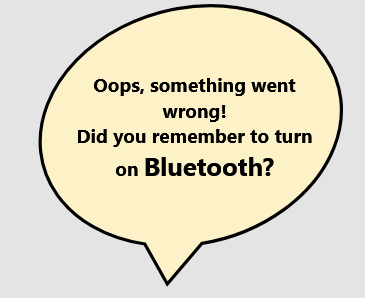 Oops, something went
wrong!
Did you remember to turn
on Bluetooth?